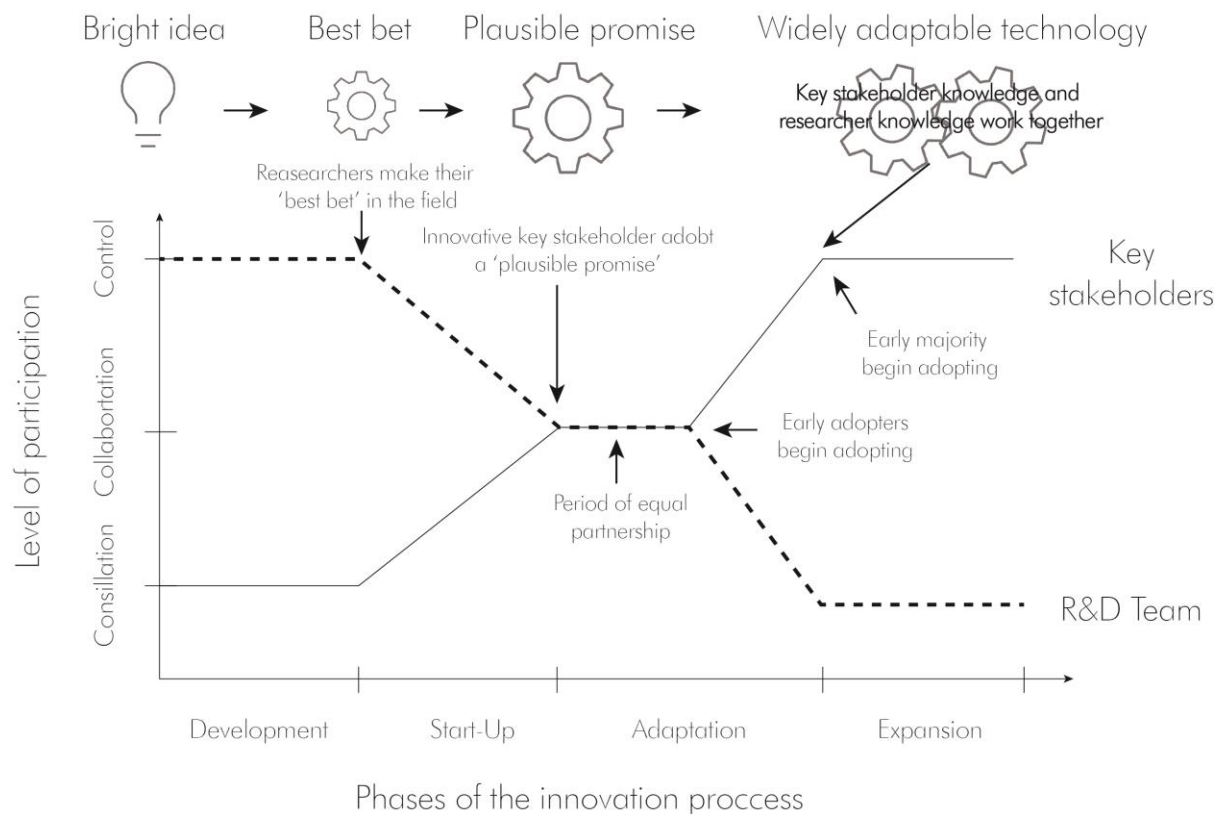 Bright idea
Best bet
Plausible promise
Widely adaptable technology
Key stakeholder knowledge and
researcher knowledge work together
Reasearchers make their
‘best bet’ in the field
Innovative key stakeholder adobt
a ‘plausible promise’
Level of participation
Control
Collabortation
Consillation
Key
stakeholders
Early majority
begin adopting
Early adopters
begin adopting
Period of equal
partnership
R&D Team
Development
Start-Up
Adaptation
Expansion
Phases of the innovation proccess